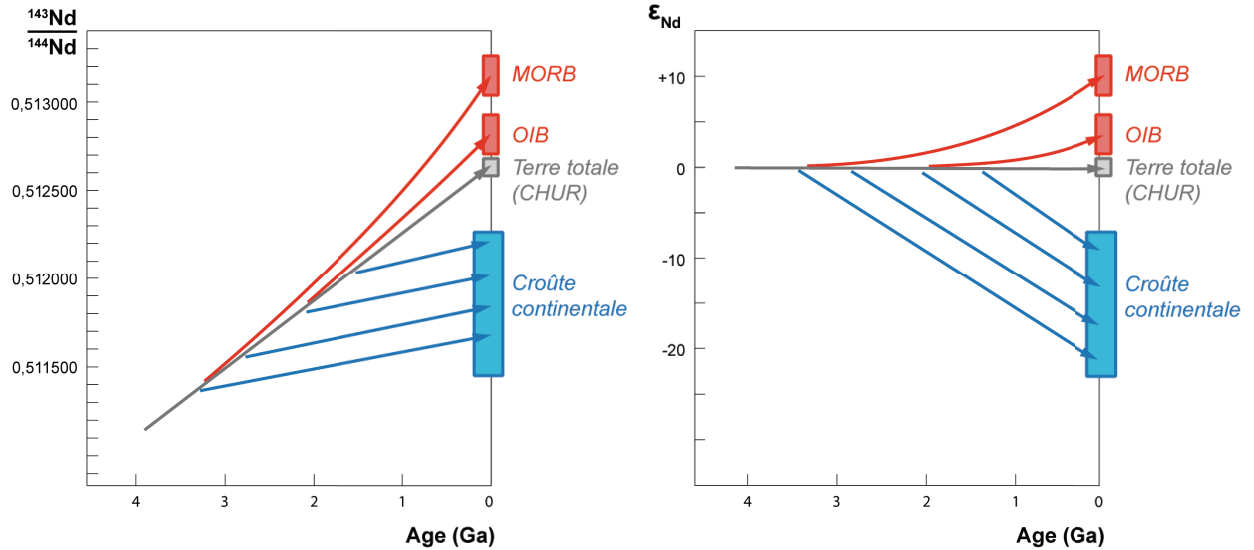 143Nd
144Nd
0,513000
0,512500
0,512000
0,511500
4
3
2
1
0
Age (Ga)
MORB
OIB
Terre totale
(CHUR)
Croûte
continentale
εNd
+10
0
-10
-20
4
3
2
1
0
Age (Ga)
MORB
OIB
Terre totale
(CHUR)
Croûte
continentale